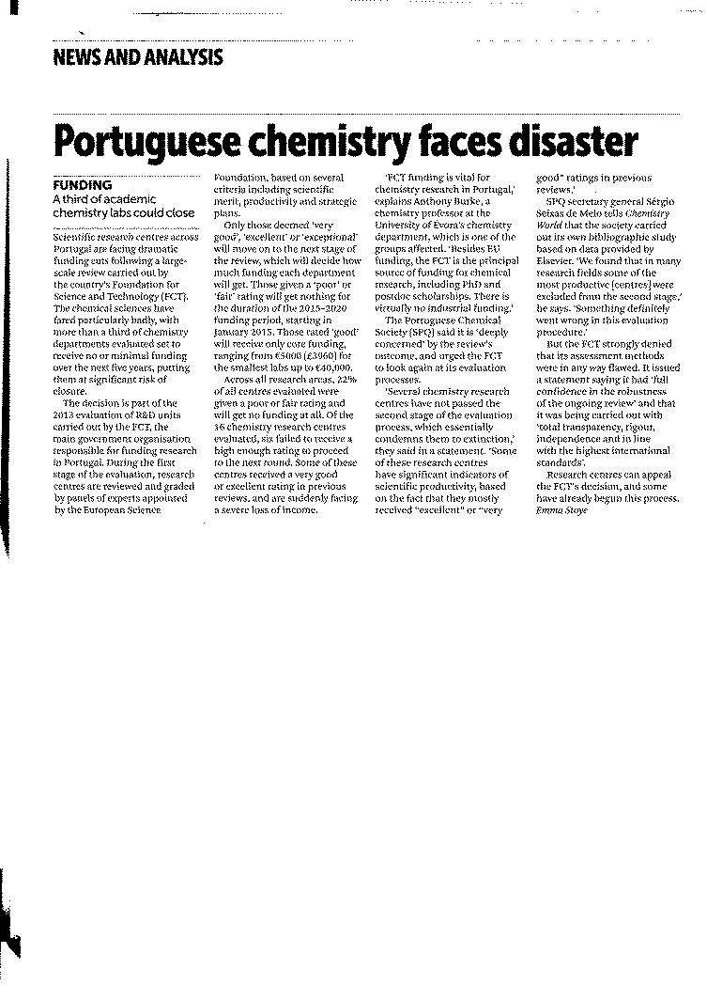 NEWS AND ANALYSIS
Portuguese chemistry faces disaster
FUNDING
A third of academic
chemistry labs could close
Scientific research centres across
Portugal are facing dramatic
funding cuts following a large-
scale review carried out by
the country's Foundation for
Science and Technology (FCT).
The chemical sciences have
fared particularly badly, with
more than a third of chemistry
departments evaluated set to
receive no or minimal funding
over the next five years, putting
them at significant risk of
closure.
The decision is part of the
2013 evaluation of R&D units
carried out by the FCT, the
main government organisation
responsible for funding research
in Portugal. During the first
stage of the evaluation, research
centres are reviewed and graded
by panels of experts appointed
by the European Science
Foundation, based on several
criteria including scientific
merit, productivity and strategic
plans.
Only those deemed 'very
good', 'excellent' or 'exceptional'
will move on to the next stage of
the review, which will decide how
much funding each department
will get. Those given a 'poor' or
'fair' rating will get nothing for
the duration of the 2015–2020
funding period, starting in
January 2015. Those rated 'good'
will receive only core funding,
ranging from €5000 (£3960) for
the smallest labs up to €40,000.
Across all research areas, 22%
of all centres evaluated were
given a poor or fair rating and
will get no funding at all. Of the
16 chemistry research centres
evaluated, six failed to receive a
high enough rating to proceed
to the next round. Some of these
centres received a very good
or excellent rating in previous
reviews, and are suddenly facing
a severe loss of income.
'FCT funding is vital for
chemistry research in Portugal,'
explains Anthony Burke, a
chemistry professor at the
University of Évora's chemistry
department, which is one of the
groups affected. 'Besides EU
funding, the FCT is the principal
source of funding for chemical
research, including PhD and
postdoc scholarships. There is
virtually no industrial funding.'
The Portuguese Chemical
Society (SPQ) said it is 'deeply
concerned' by the review's
outcome, and urged the FCT
to look again at its evaluation
processes.
'Several chemistry research
centres have not passed the
second stage of the evaluation
process, which essentially
condemns them to extinction,'
they said in a statement. 'Some
of these research centres
have significant indicators of
scientific productivity, based
on the fact that they mostly
received "excellent" or "very
good" ratings in previous
reviews.'
SPQ secretary general Sérgio
Seixas de Melo tells Chemistry
World that the society carried
out its own bibliographic study
based on data provided by
Elsevier. 'We found that in many
research fields some of the
most productive [centres] were
excluded from the second stage,'
he says. 'Something definitely
went wrong in this evaluation
procedure.'
But the FCT strongly denied
that its assessment methods
were in any way flawed. It issued
a statement saying it had 'full
confidence in the robustness
of the ongoing review' and that
it was being carried out with
'total transparency, rigour,
independence and in line
with the highest international
standards'.
Research centres can appeal
the FCT's decision, and some
have already begun this process.
Emma Stoye